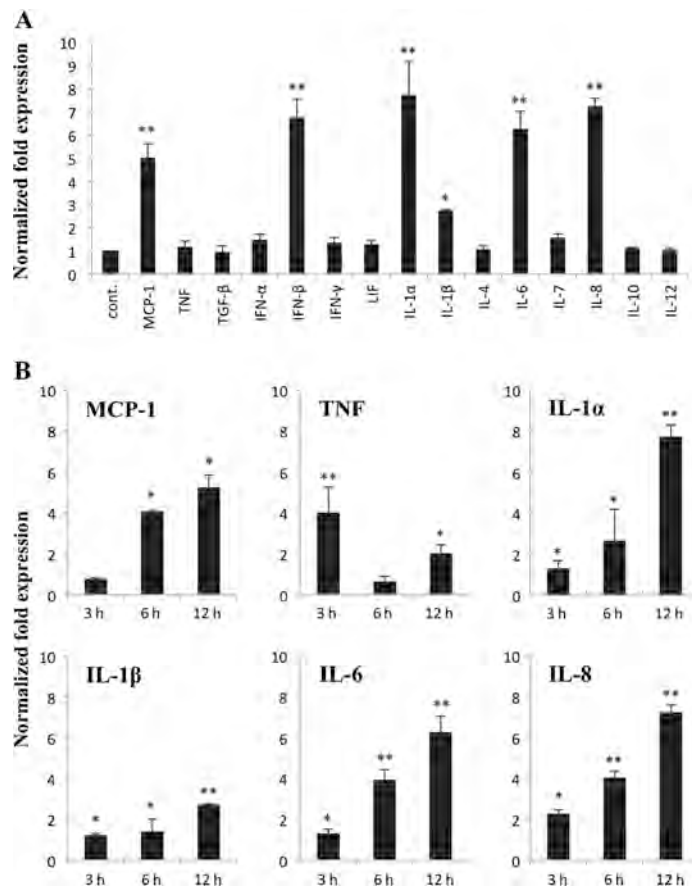 A
Normalized fold expression
10
9
8
7
6
5
4
3
2
1
0
** ** ** * ** **
cont. MCP-1 TNF TGF-β IFN-α IFN-β IFN-γ LIF IL-1α IL-1β IL-4 IL-6 IL-7 IL-8 IL-10 IL-12
B
Normalized fold expression
MCP-1
10
8
6
4
2
0
* *
3 h 6 h 12 h
TNF
10
8
6
4
2
0
** *
3 h 6 h 12 h
IL-1α
10
8
6
4
2
0
* * **
3 h 6 h 12 h
IL-1β
10
8
6
4
2
0
* * **
3 h 6 h 12 h
IL-6
10
8
6
4
2
0
* ** **
3 h 6 h 12 h
IL-8
10
8
6
4
2
0
* ** **
3 h 6 h 12 h